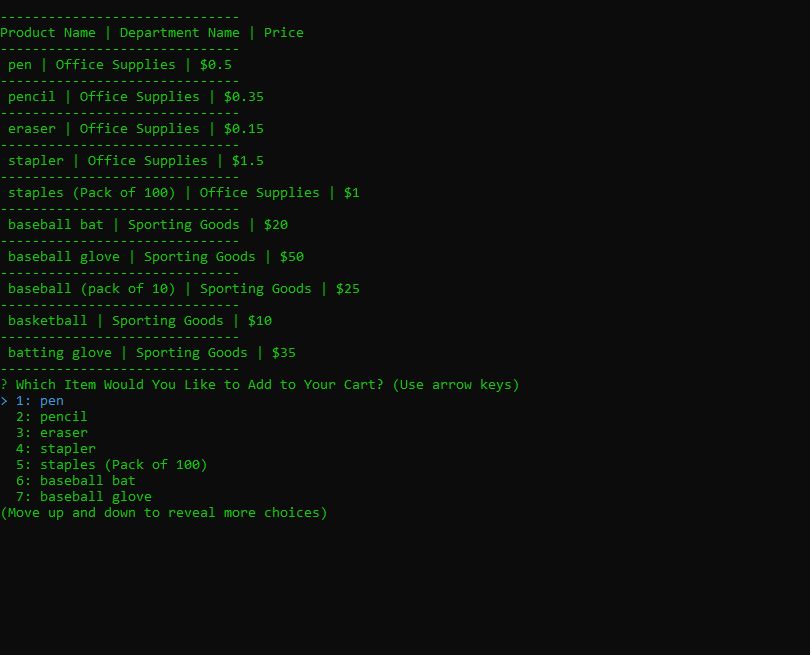 ------------------------------
Product Name | Department Name | Price
------------------------------
pen | Office Supplies | $0.5
------------------------------
pencil | Office Supplies | $0.35
------------------------------
eraser | Office Supplies | $0.15
------------------------------
stapler | Office Supplies | $1.5
------------------------------
staples (Pack of 100) | Office Supplies | $1
------------------------------
baseball bat | Sporting Goods | $20
------------------------------
baseball glove | Sporting Goods | $50
------------------------------
baseball (pack of 10) | Sporting Goods | $25
------------------------------
basketball | Sporting Goods | $10
------------------------------
batting glove | Sporting Goods | $35
------------------------------
? Which Item Would You Like to Add to Your Cart? (Use arrow keys)
> 1: pen
2: pencil
3: eraser
4: stapler
5: staples (Pack of 100)
6: baseball bat
7: baseball glove
(Move up and down to reveal more choices)